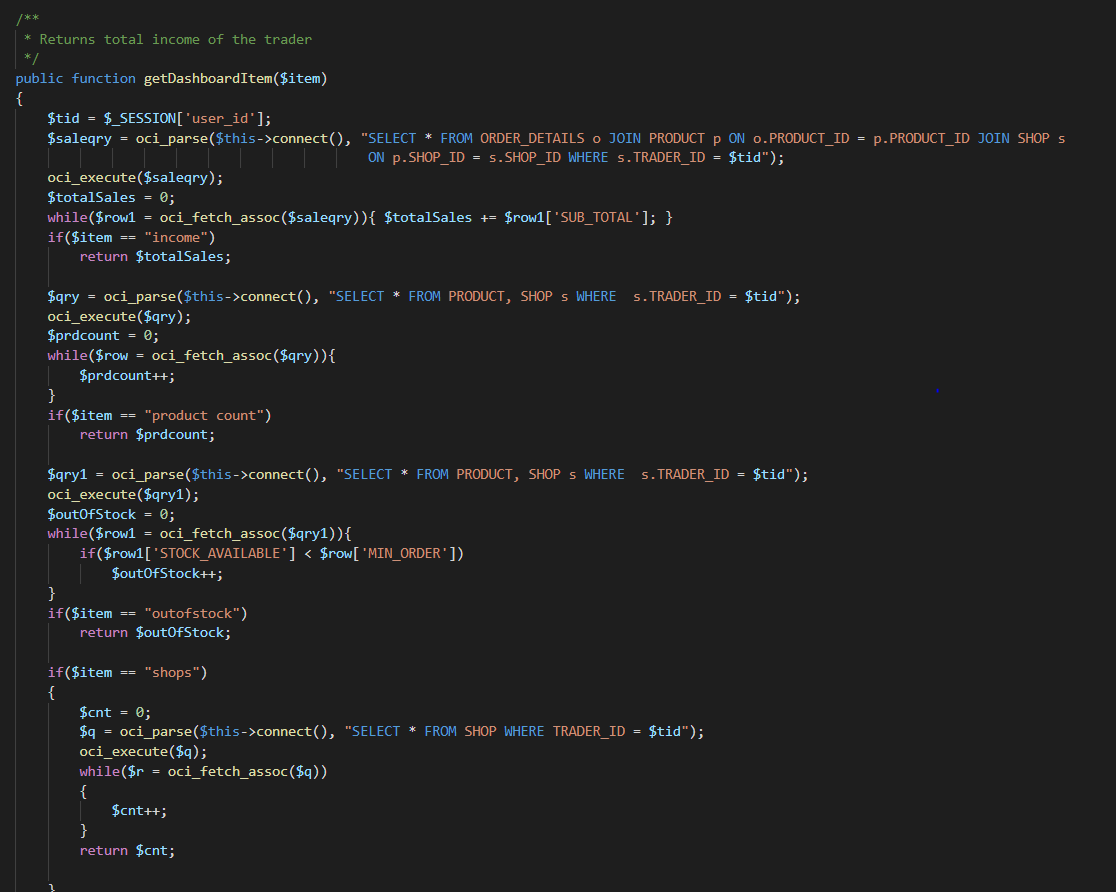 /**
 * Returns total income of the trader
 */
public function getDashboardItem($item)
{
    $tid = $_SESSION['user_id'];
    $saleqry = oci_parse($this->connect(), "SELECT * FROM ORDER_DETAILS o JOIN PRODUCT p ON o.PRODUCT_ID = p.PRODUCT_ID JOIN SHOP s
                                            ON p.SHOP_ID = s.SHOP_ID WHERE s.TRADER_ID = $tid");
    oci_execute($saleqry);
    $totalSales = 0;
    while($row1 = oci_fetch_assoc($saleqry)){ $totalSales += $row1['SUB_TOTAL']; }
    if($item == "income")
        return $totalSales;

    $qry = oci_parse($this->connect(), "SELECT * FROM PRODUCT, SHOP s WHERE  s.TRADER_ID = $tid");
    oci_execute($qry);
    $prdcount = 0;
    while($row = oci_fetch_assoc($qry)){
        $prdcount++;
    }
    if($item == "product count")
        return $prdcount;

    $qry1 = oci_parse($this->connect(), "SELECT * FROM PRODUCT, SHOP s WHERE  s.TRADER_ID = $tid");
    oci_execute($qry1);
    $outOfStock = 0;
    while($row1 = oci_fetch_assoc($qry1)){
        if($row1['STOCK_AVAILABLE'] < $row['MIN_ORDER'])
            $outOfStock++;
    }
    if($item == "outofstock")
        return $outOfStock;

    if($item == "shops")
    {
        $cnt = 0;
        $q = oci_parse($this->connect(), "SELECT * FROM SHOP WHERE TRADER_ID = $tid");
        oci_execute($q);
        while($r = oci_fetch_assoc($q))
        {
            $cnt++;
        }
        return $cnt;

    }